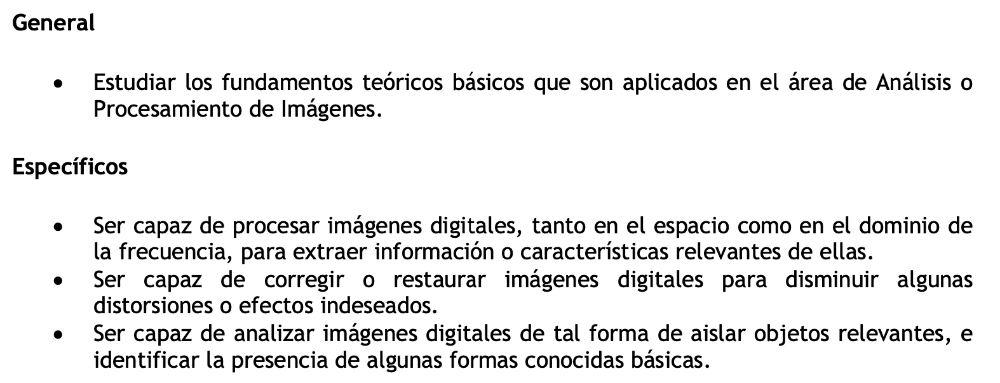 General
• Estudiar los fundamentos teóricos básicos que son aplicados en el área de Análisis o
Procesamiento de Imágenes.
Específicos
• Ser capaz de procesar imágenes digitales, tanto en el espacio como en el dominio de
la frecuencia, para extraer información o características relevantes de ellas.
• Ser capaz de corregir o restaurar imágenes digitales para disminuir algunas
distorsiones o efectos indeseados.
• Ser capaz de analizar imágenes digitales de tal forma de aislar objetos relevantes, e
identificar la presencia de algunas formas conocidas básicas.